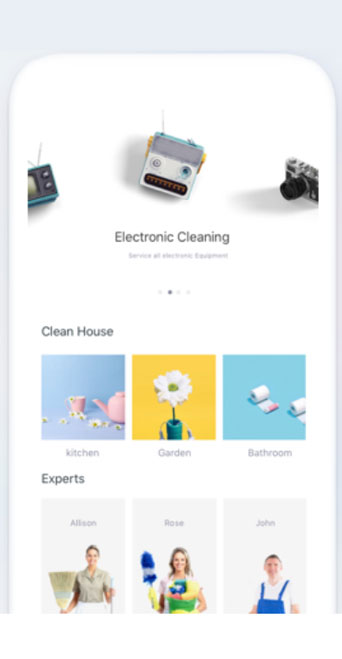 Electronic Cleaning
Service all electronic Equipment
Clean House
kitchen
Garden
Bathroom
Experts
Allison
Rose
John